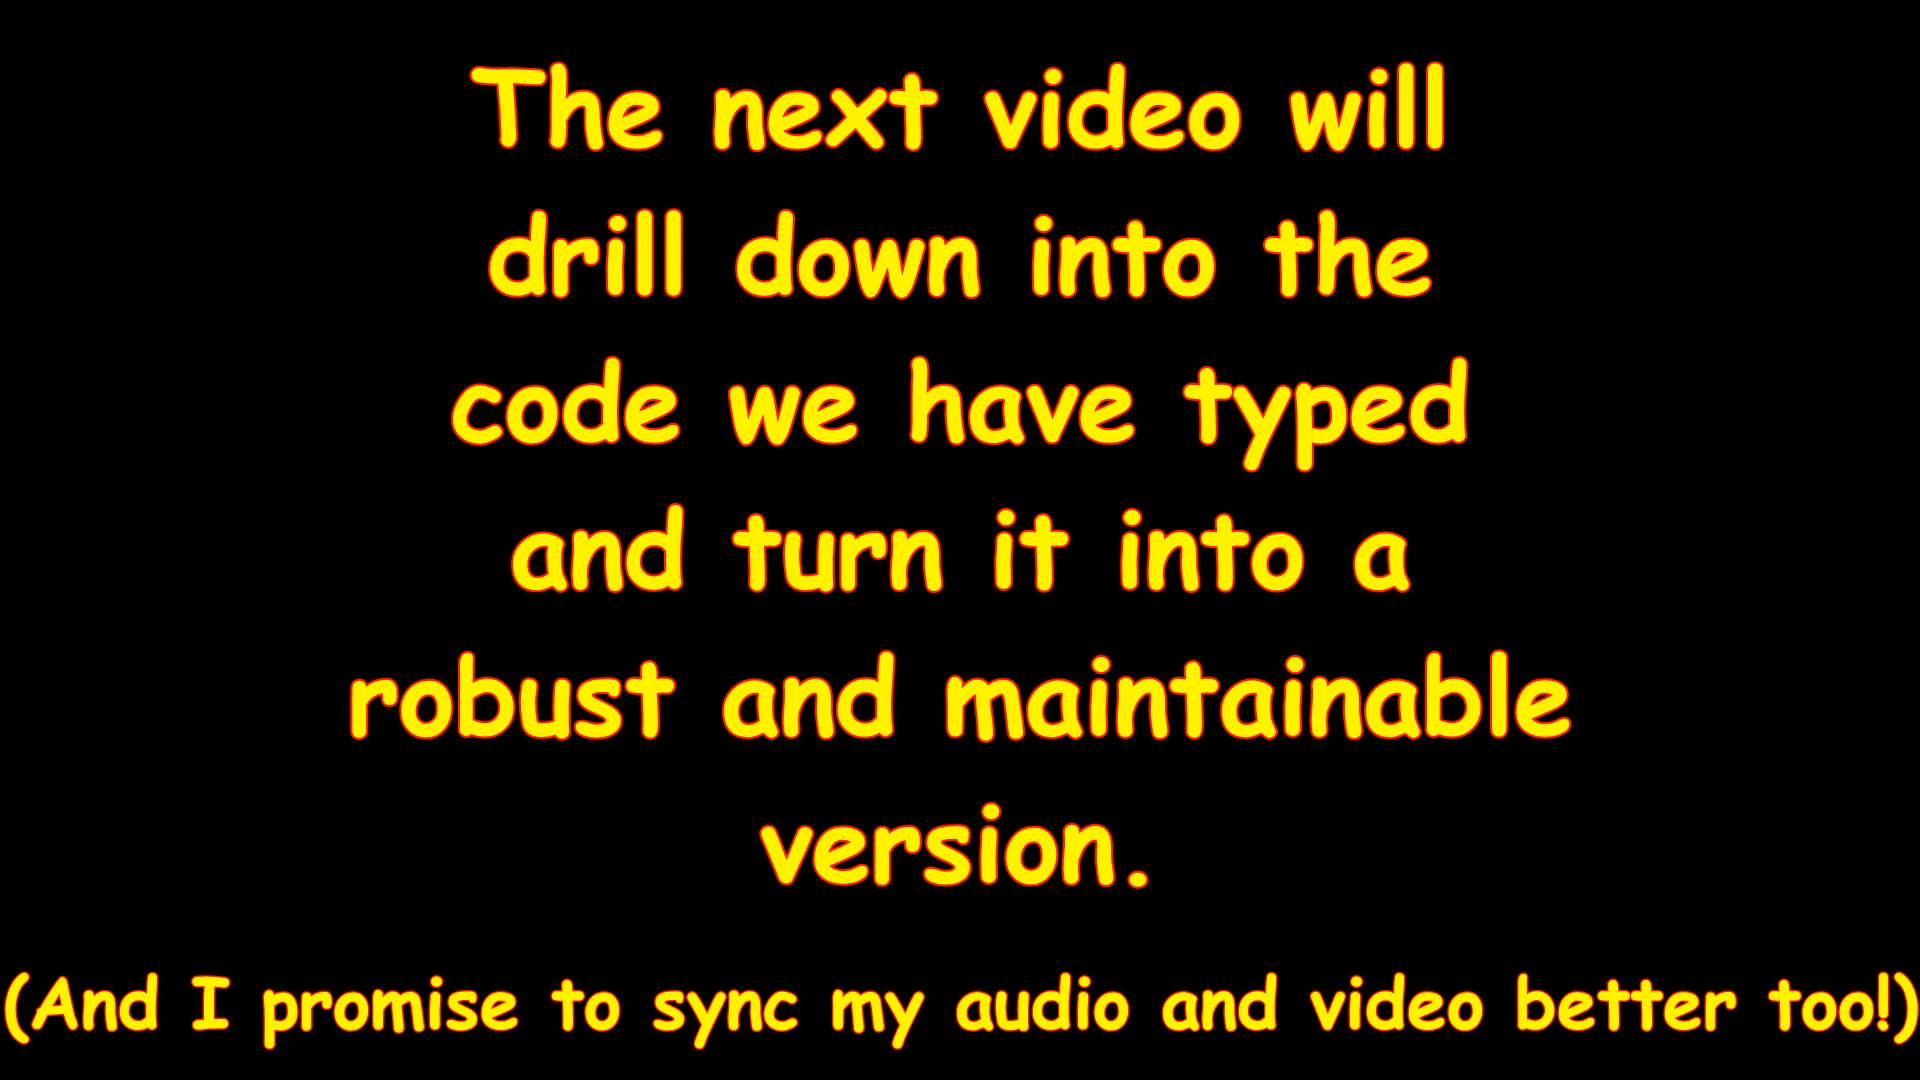 The next video will
drill down into the
code we have typed
and turn it into a
robust and maintainable
version.
(And I promise to sync my audio and video better too!)